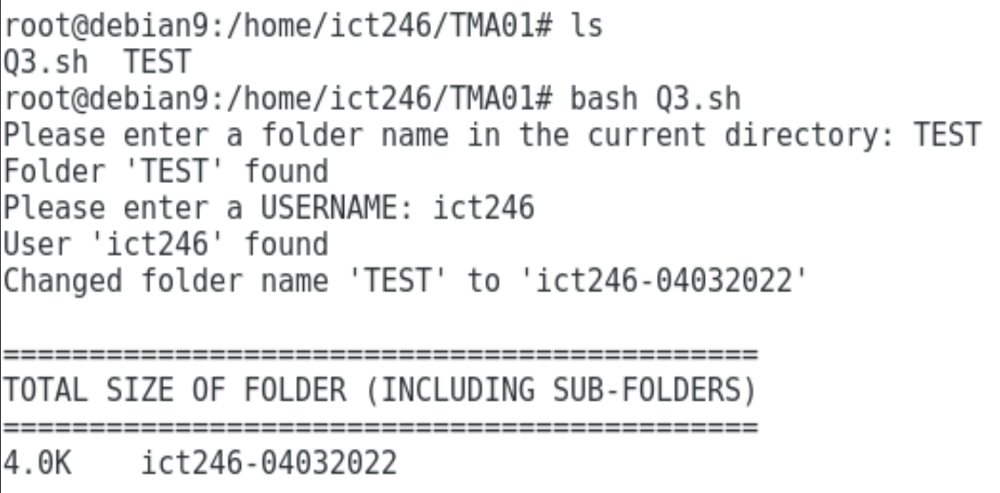 root@debian9:/home/ict246/TMA01# ls
Q3.sh  TEST
root@debian9:/home/ict246/TMA01# bash Q3.sh
Please enter a folder name in the current directory: TEST
Folder 'TEST' found
Please enter a USERNAME: ict246
User 'ict246' found
Changed folder name 'TEST' to 'ict246-04032022'

============================================
TOTAL SIZE OF FOLDER (INCLUDING SUB-FOLDERS)
============================================
4.0K    ict246-04032022